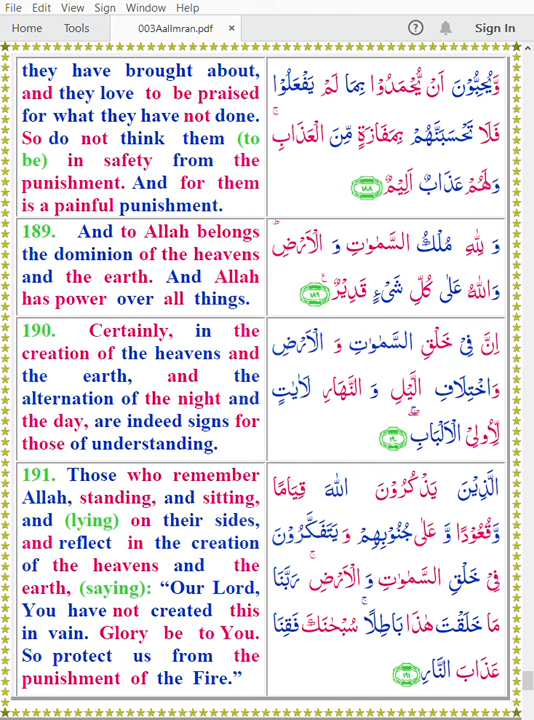 File Edit View Sign Window Help
Home Tools 003AalImran.pdf × ? Sign In
they have brought about,
and they love to be praised
for what they have not done.
So do not think them (to
be) in safety from the
punishment. And for them
is a painful punishment.
وَّيُحِبُّوْنَ اَنْ يُّحْمَدُوْا بِمَا لَمْ يَفْعَلُوْا
فَلَا تَحْسَبَنَّهُمْ بِمَفَازَةٍ مِّنَ الْعَذَابِ ۚ
وَلَهُمْ عَذَابٌ اَلِيْمٌ ١٨٨
189. And to Allah belongs
the dominion of the heavens
and the earth. And Allah
has power over all things.
وَ لِلّٰهِ مُلْكُ السَّمٰوٰتِ وَ الْاَرْضِ ؕ
وَاللّٰهُ عَلٰى كُلِّ شَىْءٍ قَدِيْرٌ ١٨٩
190. Certainly, in the
creation of the heavens and
the earth, and the
alternation of the night and
the day, are indeed signs for
those of understanding.
اِنَّ فِىْ خَلْقِ السَّمٰوٰتِ وَ الْاَرْضِ
وَاخْتِلَافِ الَّيْلِ وَ النَّهَارِ لَاٰيٰتٍ
لِّاُولِى الْاَلْبَابِ ١٩٠
191. Those who remember
Allah, standing, and sitting,
and (lying) on their sides,
and reflect in the creation
of the heavens and the
earth, (saying): “Our Lord,
You have not created this
in vain. Glory be to You.
So protect us from the
punishment of the Fire.”
الَّذِيْنَ يَذْكُرُوْنَ اللّٰهَ قِيَامًا
وَّقُعُوْدًا وَّ عَلٰى جُنُوْبِهِمْ وَ يَتَفَكَّرُوْنَ
فِىْ خَلْقِ السَّمٰوٰتِ وَ الْاَرْضِ ۚ رَبَّنَا
مَا خَلَقْتَ هٰذَا بَاطِلًا ۚ سُبْحٰنَكَ فَقِنَا
عَذَابَ النَّارِ ١٩١